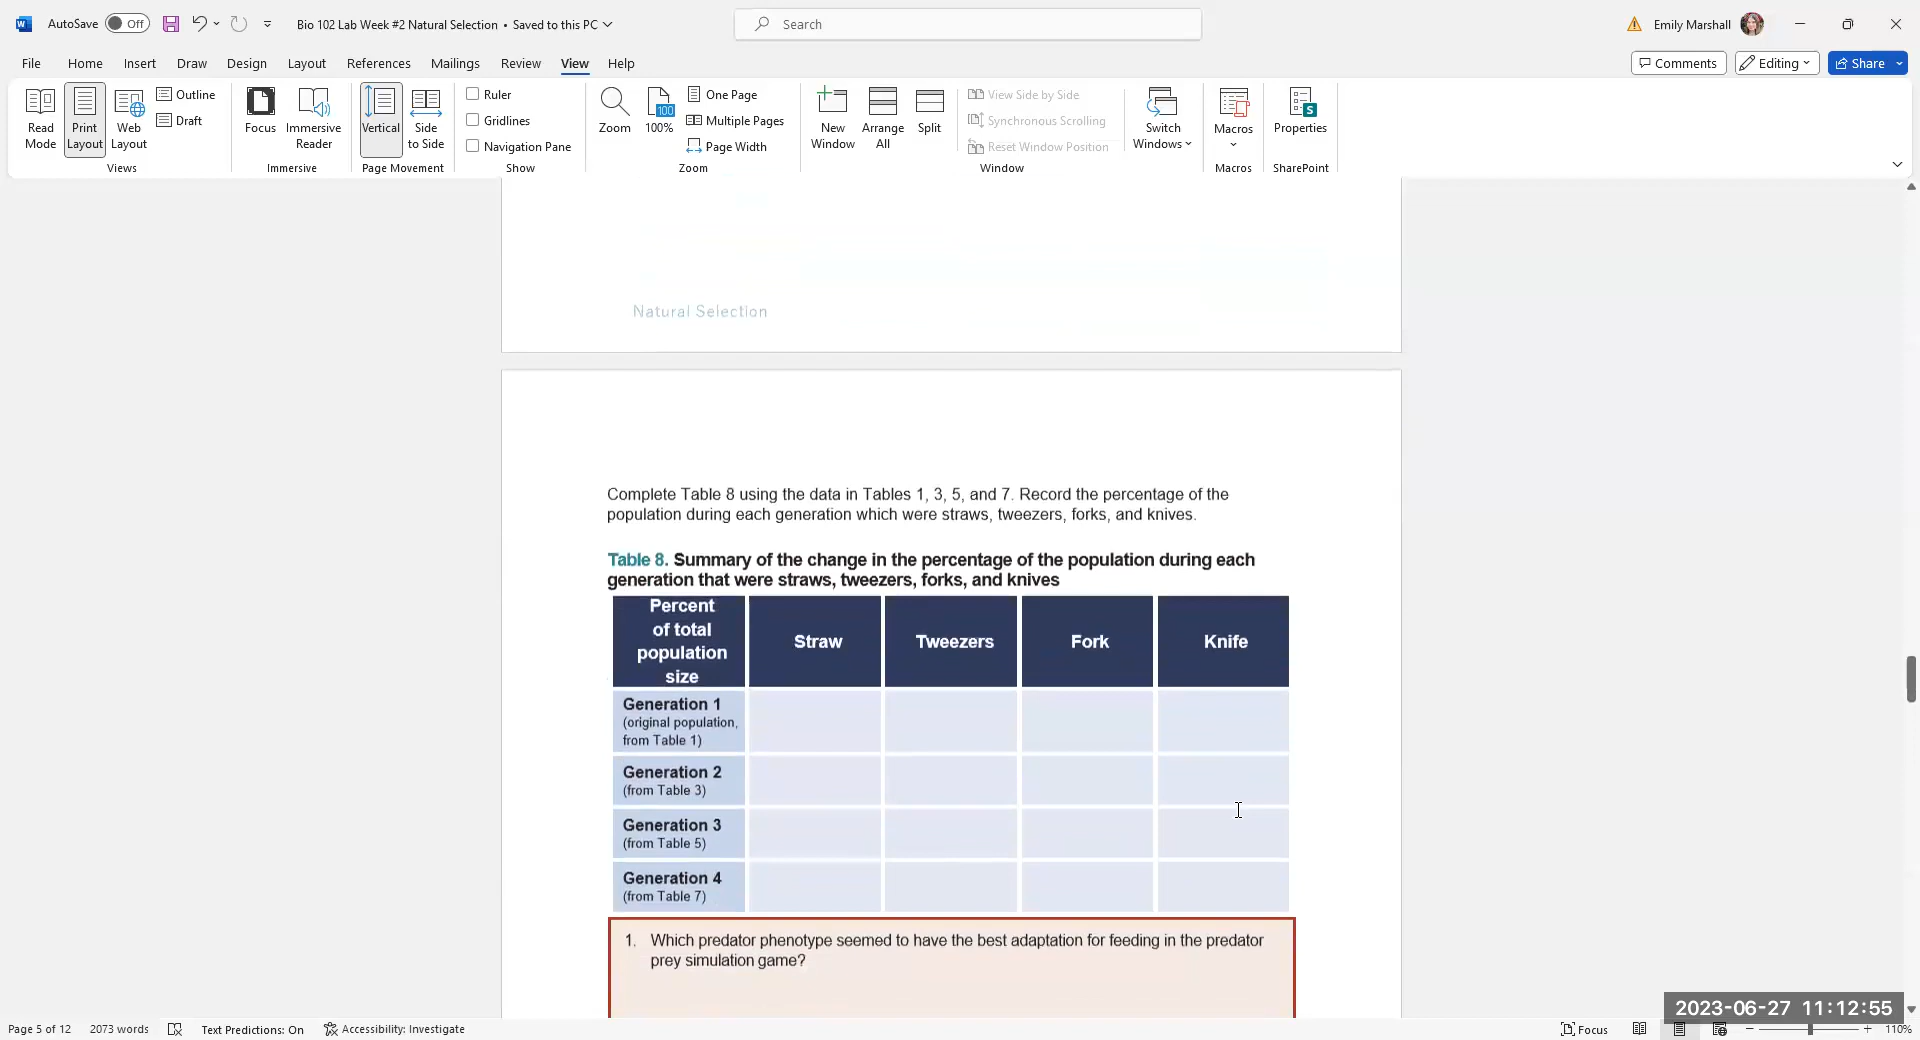 AutoSave Off Bio 102 Lab Week #2 Natural Selection • Saved to this PC Search Emily Marshall
File Home Insert Draw Design Layout References Mailings Review View Help Comments Editing Share
Read Mode
Print Layout
Web Layout
Outline
Draft
Views
Focus
Immersive Reader
Immersive
Vertical
Side to Side
Page Movement
Ruler
Gridlines
Navigation Pane
Show
Zoom
100
100%
One Page
Multiple Pages
Page Width
Zoom
New Window
Arrange All
Split
View Side by Side
Synchronous Scrolling
Reset Window Position
Switch Windows
Window
Macros
Macros
Properties
SharePoint
Natural Selection
Complete Table 8 using the data in Tables 1, 3, 5, and 7. Record the percentage of the
population during each generation which were straws, tweezers, forks, and knives.
Table 8. Summary of the change in the percentage of the population during each
generation that were straws, tweezers, forks, and knives
Percent
of total
population
size
Straw Tweezers Fork Knife
Generation 1
(original population,
from Table 1)
Generation 2
(from Table 3)
Generation 3
(from Table 5)
Generation 4
(from Table 7)
1. Which predator phenotype seemed to have the best adaptation for feeding in the predator
prey simulation game?
2023-06-27 11:12:55
Page 5 of 12 2073 words Text Predictions: On Accessibility: Investigate Focus 110%